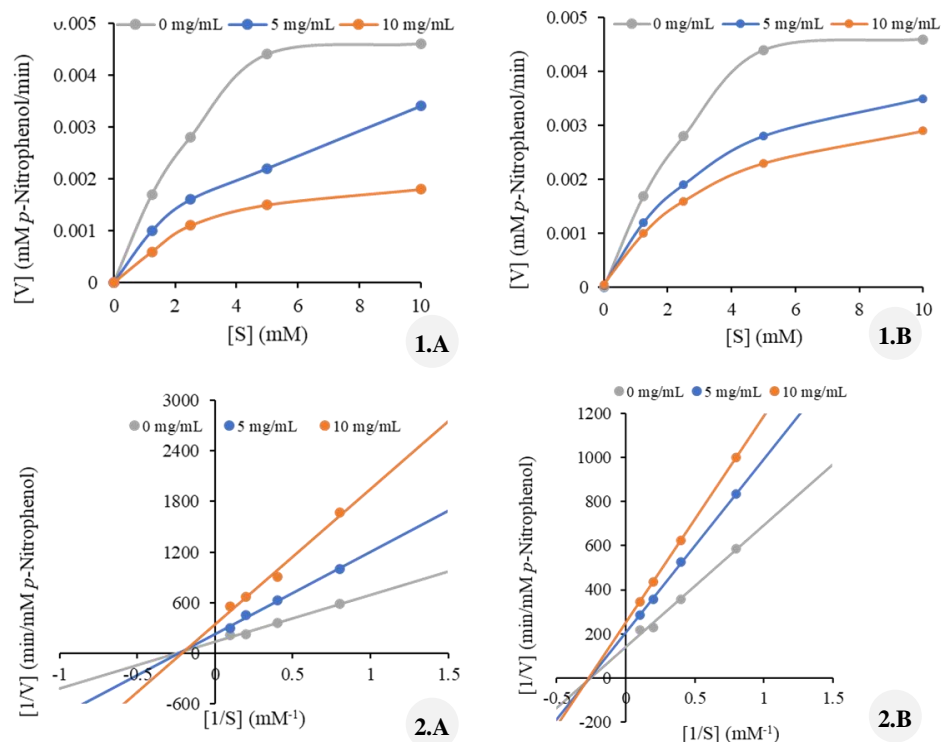 0 mg/mL 5 mg/mL 10 mg/mL
[V] (mM p-Nitrophenol/min)
0.005
0.004
0.003
0.002
0.001
0
0 2 4 6 8 10
[S] (mM)
1.A
0 mg/mL 5 mg/mL 10 mg/mL
[V] (mM p-Nitrophenol/min)
0.005
0.004
0.003
0.002
0.001
0
0 2 4 6 8 10
[S] (mM)
1.B
0 mg/mL 5 mg/mL 10 mg/mL
[1/V] (min/mM p-Nitrophenol)
3000
2400
1800
1200
600
0
-600
-1 -0.5 0 0.5 1 1.5
[1/S] (mM-1)
2.A
0 mg/mL 5 mg/mL 10 mg/mL
[1/V] (min/mM p-Nitrophenol)
1200
1000
800
600
400
200
0
-200
-0.5 0 0.5 1 1.5
[1/S] (mM-1)
2.B